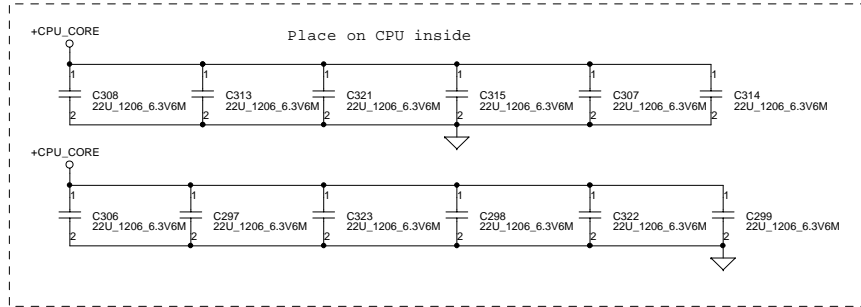 Place on CPU inside
+CPU_CORE
1 1 1 1 1 1
C308 C313 C321 C315 C307 C314
22U_1206_6.3V6M 22U_1206_6.3V6M 22U_1206_6.3V6M 22U_1206_6.3V6M 22U_1206_6.3V6M 22U_1206_6.3V6M
2 2 2 2 2 2
+CPU_CORE
1 1 1 1 1 1
C306 C297 C323 C298 C322 C299
22U_1206_6.3V6M 22U_1206_6.3V6M 22U_1206_6.3V6M 22U_1206_6.3V6M 22U_1206_6.3V6M 22U_1206_6.3V6M
2 2 2 2 2 2